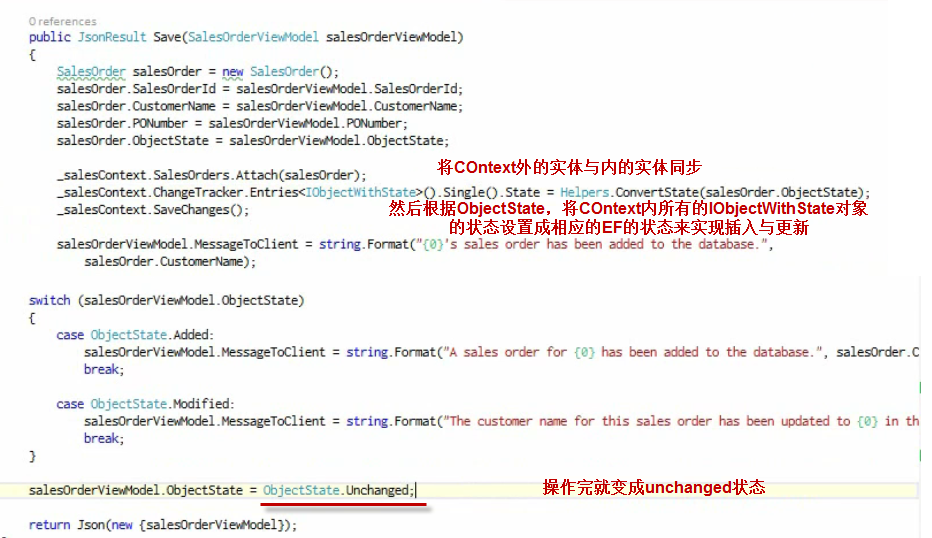 0 references
public JsonResult Save(SalesOrderViewModel salesOrderViewModel)
{
SalesOrder salesOrder = new SalesOrder();
salesOrder.SalesOrderId = salesOrderViewModel.SalesOrderId;
salesOrder.CustomerName = salesOrderViewModel.CustomerName;
salesOrder.PONumber = salesOrderViewModel.PONumber;
salesOrder.ObjectState = salesOrderViewModel.ObjectState;
将COntext外的实体与内的实体同步
_salesContext.SalesOrders.Attach(salesOrder);
_salesContext.ChangeTracker.Entries<IObjectWithState>().Single().State = Helpers.ConvertState(salesOrder.ObjectState);
_salesContext.SaveChanges();
然后根据ObjectState，将COntext内所有的IObjectWithState对象
的状态设置成相应的EF的状态来实现插入与更新
salesOrderViewModel.MessageToClient = string.Format("{0}'s sales order has been added to the database.",
salesOrder.CustomerName);
switch (salesOrderViewModel.ObjectState)
{
case ObjectState.Added:
salesOrderViewModel.MessageToClient = string.Format("A sales order for {0} has been added to the database.", salesOrder.C
break;
case ObjectState.Modified:
salesOrderViewModel.MessageToClient = string.Format("The customer name for this sales order has been updated to {0} in th
break;
}
salesOrderViewModel.ObjectState = ObjectState.Unchanged;
操作完就变成unchanged状态
return Json(new {salesOrderViewModel});